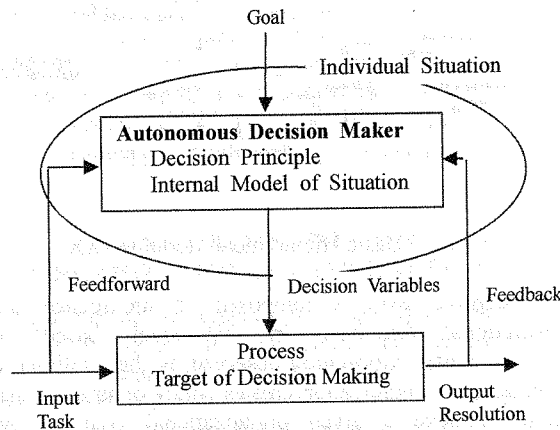 Goal
Individual Situation
Autonomous Decision Maker
Decision Principle
Internal Model of Situation
Feedforward
Decision Variables
Feedback
Process
Target of Decision Making
Input
Task
Output
Resolution